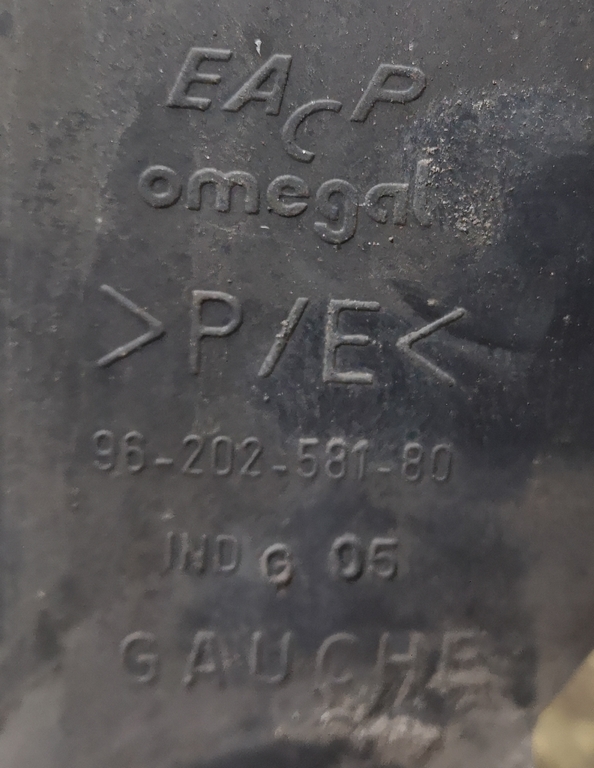 EACP
omegal
>P/E<
96-202-581-80
IND G 05
GAUCHE